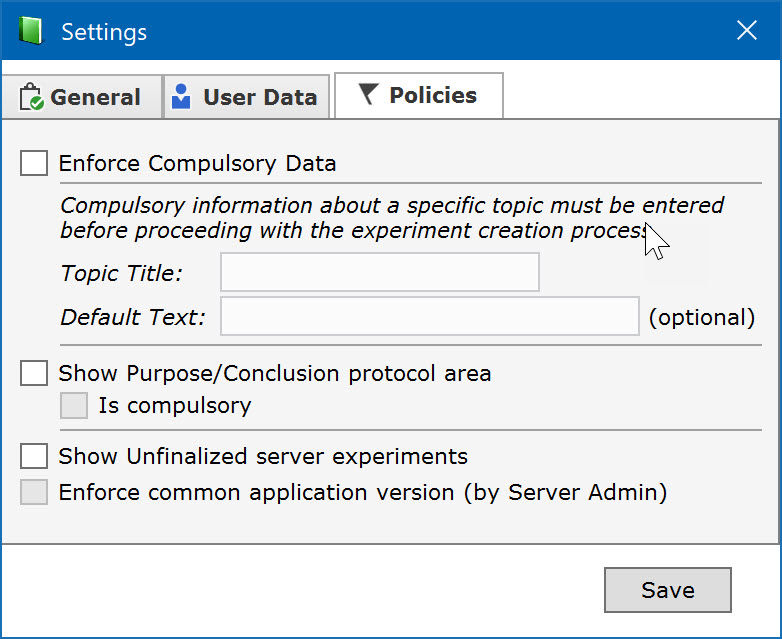 Settings
General User Data Policies
Enforce Compulsory Data
Compulsory information about a specific topic must be entered
before proceeding with the experiment creation process
Topic Title:
Default Text: (optional)
Show Purpose/Conclusion protocol area
Is compulsory
Show Unfinalized server experiments
Enforce common application version (by Server Admin)
Save